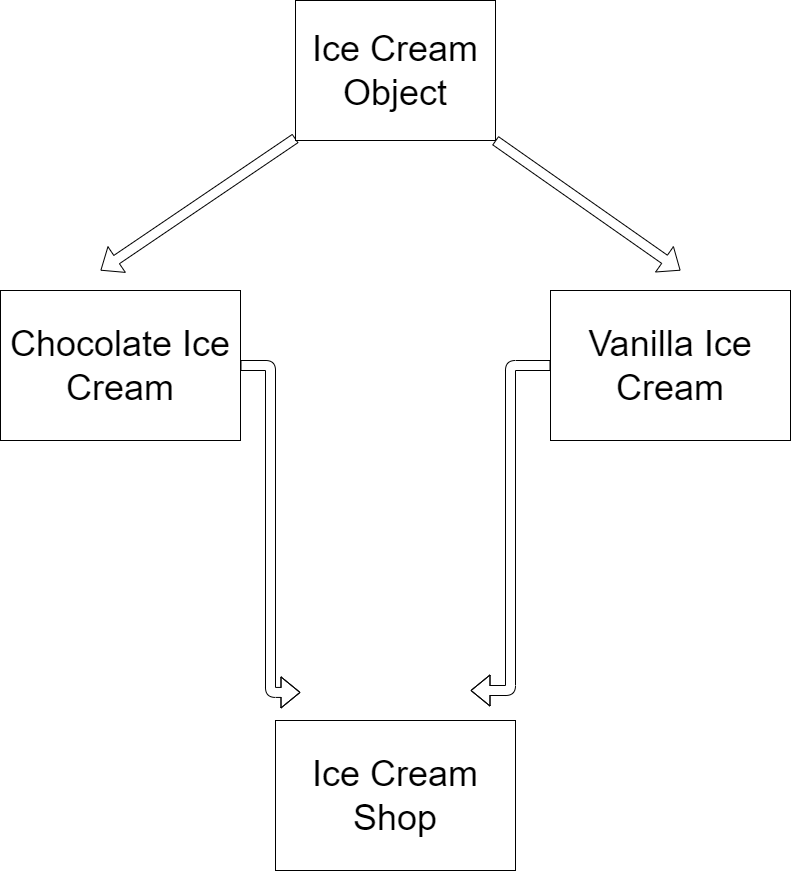 Ice Cream
Object
Chocolate Ice
Cream
Vanilla Ice
Cream
Ice Cream
Shop